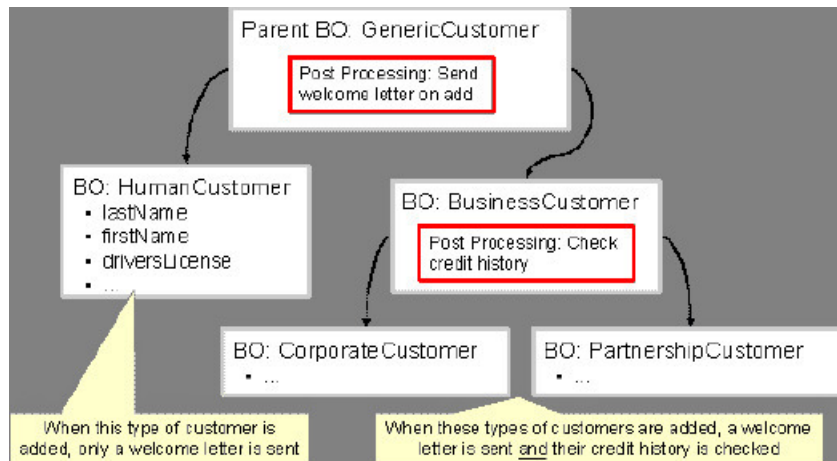 Parent BO: GenericCustomer
Post Processing: Send
welcome letter on add
BO: HumanCustomer
▪ lastName
▪ firstName
▪ driversLicense
▪ ...
BO: BusinessCustomer
Post Processing: Check
credit history
BO: CorporateCustomer
▪ ...
BO: PartnershipCustomer
▪ ...
When this type of customer is
added, only a welcome letter is sent
When these types of customers are added, a welcome
letter is sent and their credit history is checked